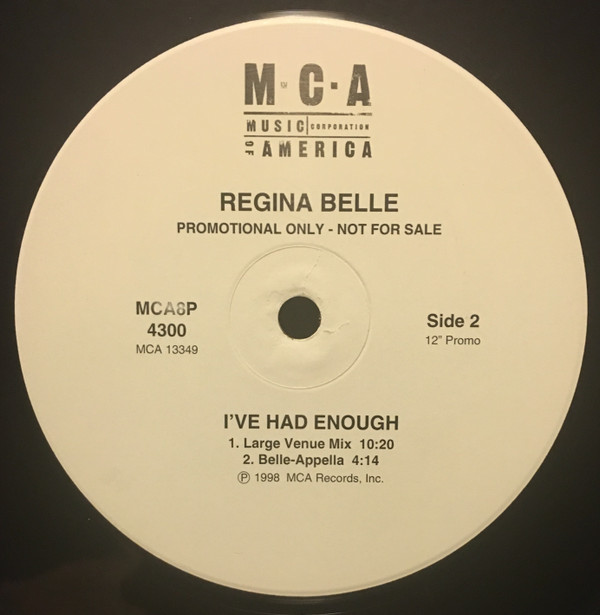 M·C·A
MUSIC CORPORATION
OF AMERICA
REGINA BELLE
PROMOTIONAL ONLY - NOT FOR SALE
MCA8P
4300
MCA 13349
Side 2
12" Promo
I'VE HAD ENOUGH
1. Large Venue Mix 10:20
2. Belle-Appella 4:14
℗ 1998 MCA Records, Inc.